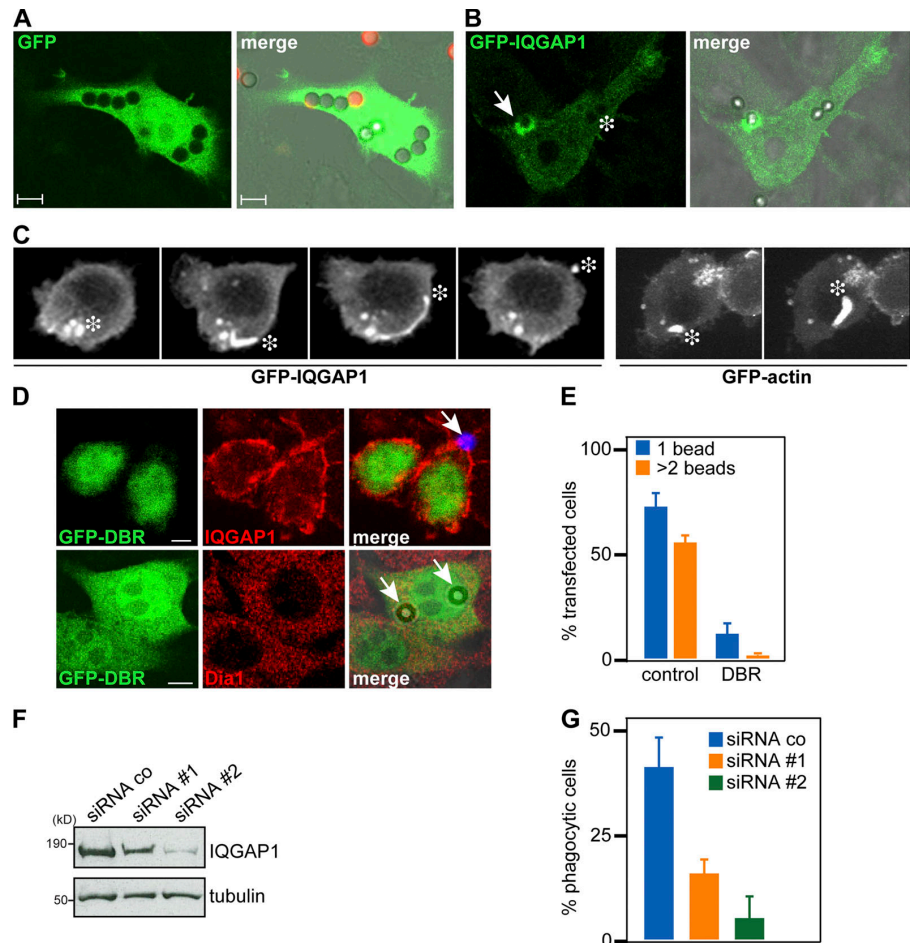 A
GFP
merge
B
GFP-IQGAP1
merge
C
GFP-IQGAP1
GFP-actin
D
GFP-DBR
IQGAP1
merge
GFP-DBR
Dia1
merge
E
100
50
0
% transfected cells
1 bead
>2 beads
control
DBR
F
siRNA co
siRNA #1
siRNA #2
(kD)
190
IQGAP1
50
tubulin
G
50
25
0
% phagocytic cells
siRNA co
siRNA #1
siRNA #2